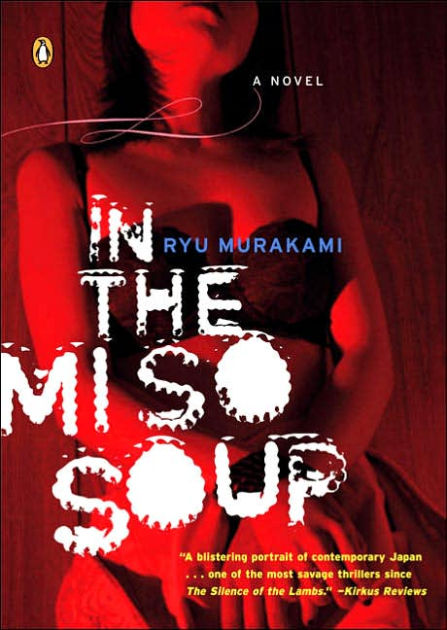 A NOVEL
IN
RYU MURAKAMI
THE
MISO
SOUP
“A blistering portrait of contemporary Japan
. . . one of the most savage thrillers since
The Silence of the Lambs.” —Kirkus Reviews